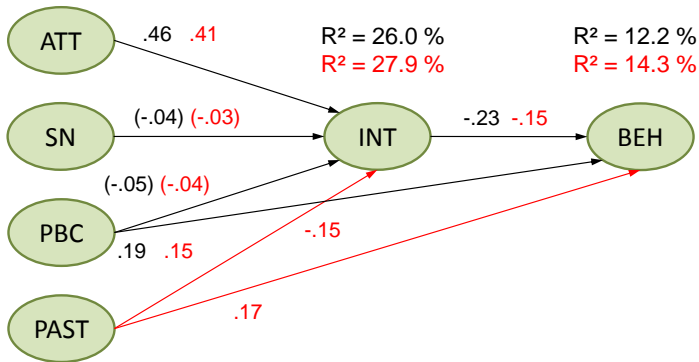 ATT
.46 .41
R² = 26.0 %
R² = 27.9 %
R² = 12.2 %
R² = 14.3 %
SN
(-.04) (-.03)
INT
-.23 -.15
BEH
(-.05) (-.04)
PBC
.19 .15
-.15
.17
PAST